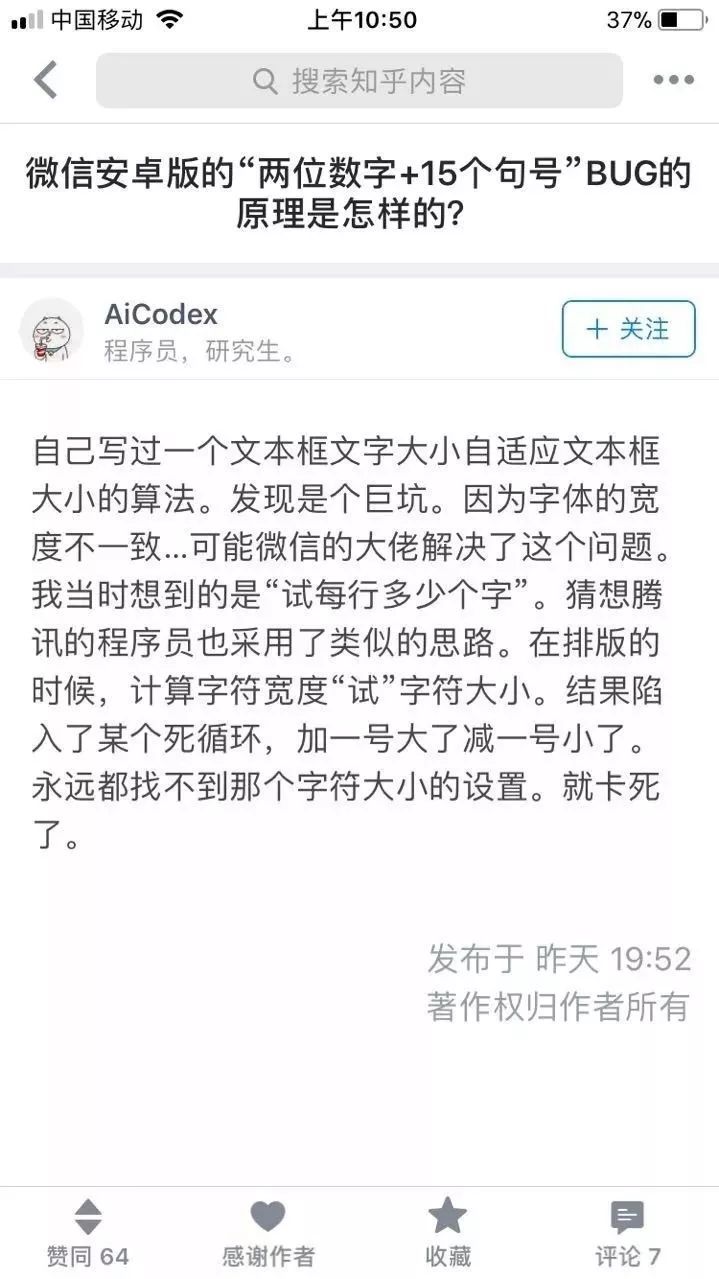 中国移动 上午10:50 37%
搜索知乎内容
微信安卓版的“两位数字+15个句号”BUG的
原理是怎样的?
AiCodex
程序员，研究生。
+ 关注
自己写过一个文本框文字大小自适应文本框
大小的算法。发现是个巨坑。因为字体的宽
度不一致...可能微信的大佬解决了这个问题。
我当时想到的是“试每行多少个字”。猜想腾
讯的程序员也采用了类似的思路。在排版的
时候，计算字符宽度“试”字符大小。结果陷
入了某个死循环，加一号大了减一号小了。
永远都找不到那个字符大小的设置。就卡死
了。
发布于 昨天 19:52
著作权归作者所有
赞同 64 感谢作者 收藏 评论 7